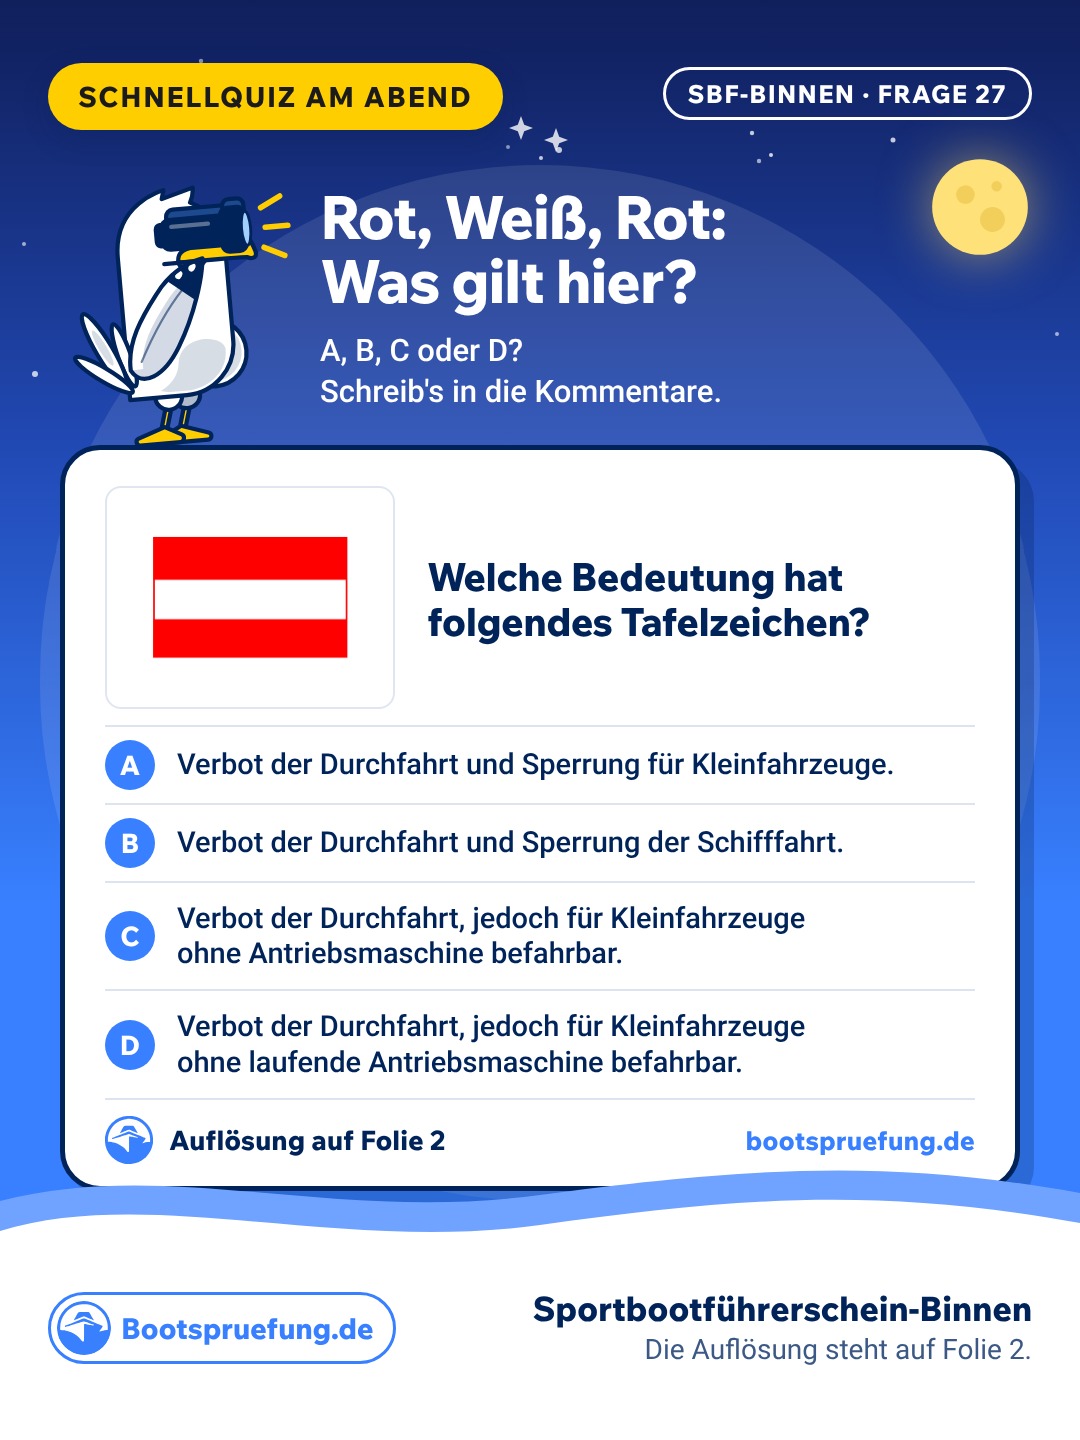 SCHNELLQUIZ AM ABEND
SBF-BINNEN · FRAGE 27
Rot, Weiß, Rot:
Was gilt hier?
A, B, C oder D?
Schreib's in die Kommentare.
Welche Bedeutung hat
folgendes Tafelzeichen?
A Verbot der Durchfahrt und Sperrung für Kleinfahrzeuge.
B Verbot der Durchfahrt und Sperrung der Schifffahrt.
C Verbot der Durchfahrt, jedoch für Kleinfahrzeuge
ohne Antriebsmaschine befahrbar.
D Verbot der Durchfahrt, jedoch für Kleinfahrzeuge
ohne laufende Antriebsmaschine befahrbar.
Auflösung auf Folie 2
bootspruefung.de
Bootspruefung.de
Sportbootführerschein-Binnen
Die Auflösung steht auf Folie 2.